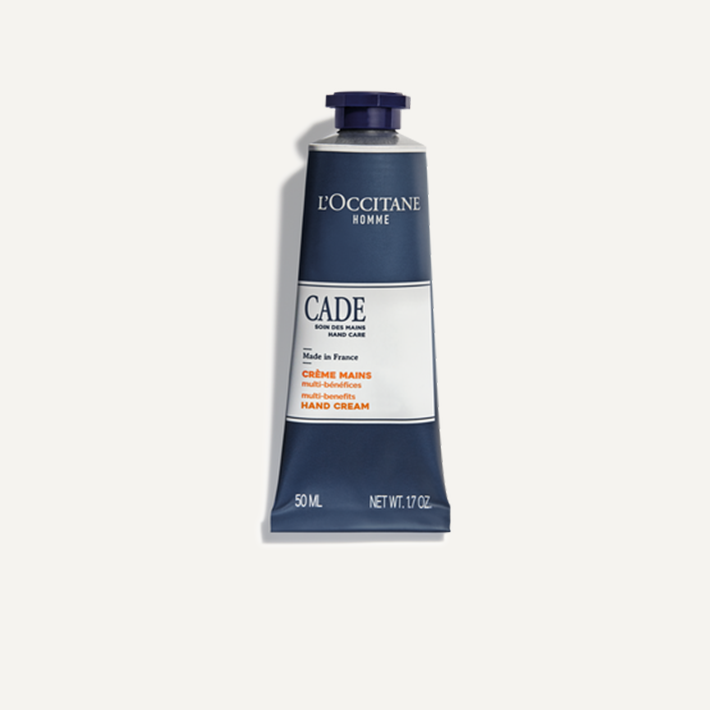 L'OCCITANE
HOMME
CADE
SOIN DES MAINS
HAND CARE
Made in France
CRÈME MAINS
multi-bénéfices
multi-benefits
HAND CREAM
50 ML NET WT. 1.7 OZ.